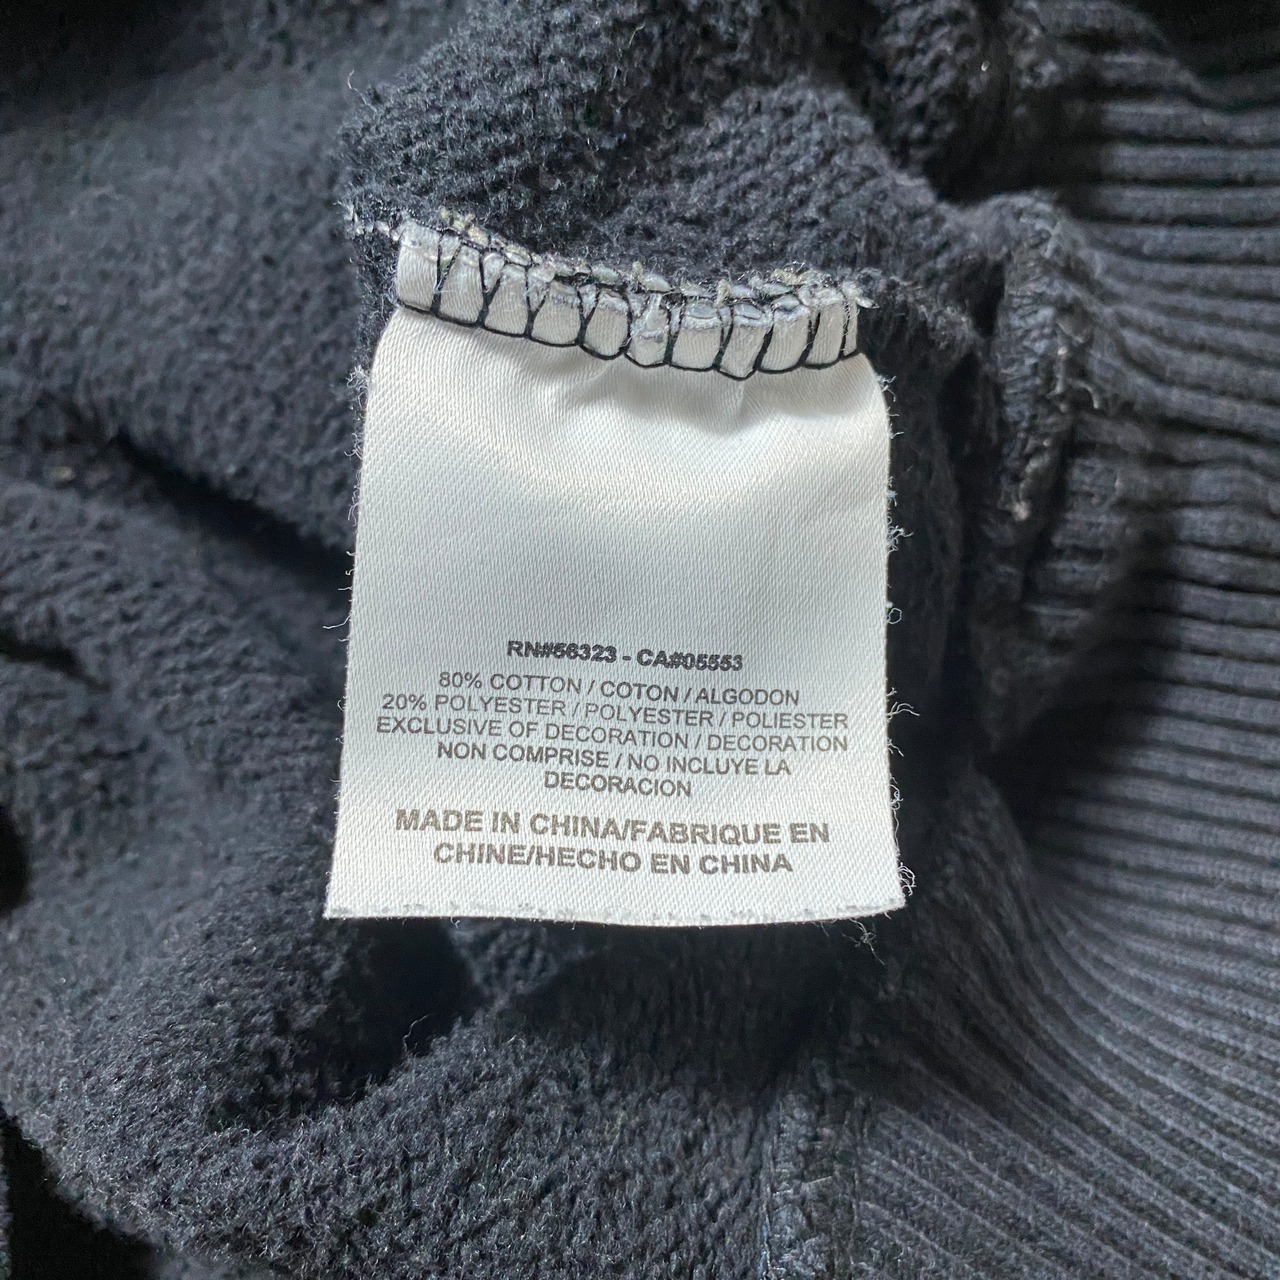 RN#56323 - CA#05553
80% COTTON / COTON / ALGODON
20% POLYESTER / POLYESTER / POLIESTER
EXCLUSIVE OF DECORATION / DECORATION
NON COMPRISE / NO INCLUYE LA
DECORACION
MADE IN CHINA/FABRIQUE EN
CHINE/HECHO EN CHINA